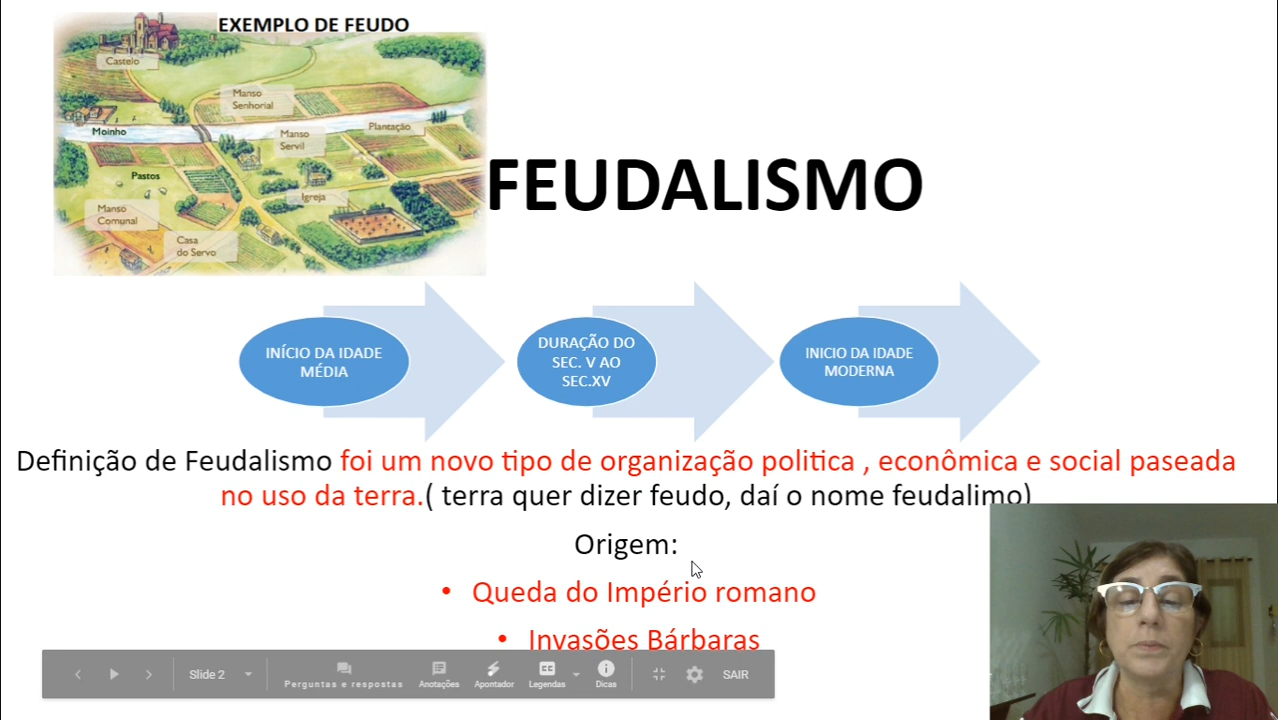 EXEMPLO DE FEUDO
Castelo
Manso
Senhorial
Moinho
Manso
Servil
Plantação
Pastos
Igreja
Manso
Comunal
Casa
do Servo
FEUDALISMO
INÍCIO DA IDADE
MÉDIA
DURAÇÃO DO
SEC. V AO
SEC.XV
INICIO DA IDADE
MODERNA
Definição de Feudalismo foi um novo tipo de organização politica , econômica e social paseada
no uso da terra.( terra quer dizer feudo, daí o nome feudalimo)
Origem:
• Queda do Império romano
• Invasões Bárbaras
Slide 2
Perguntas e respostas
Anotações
Apontador
CC
Legendas
Dicas
SAIR